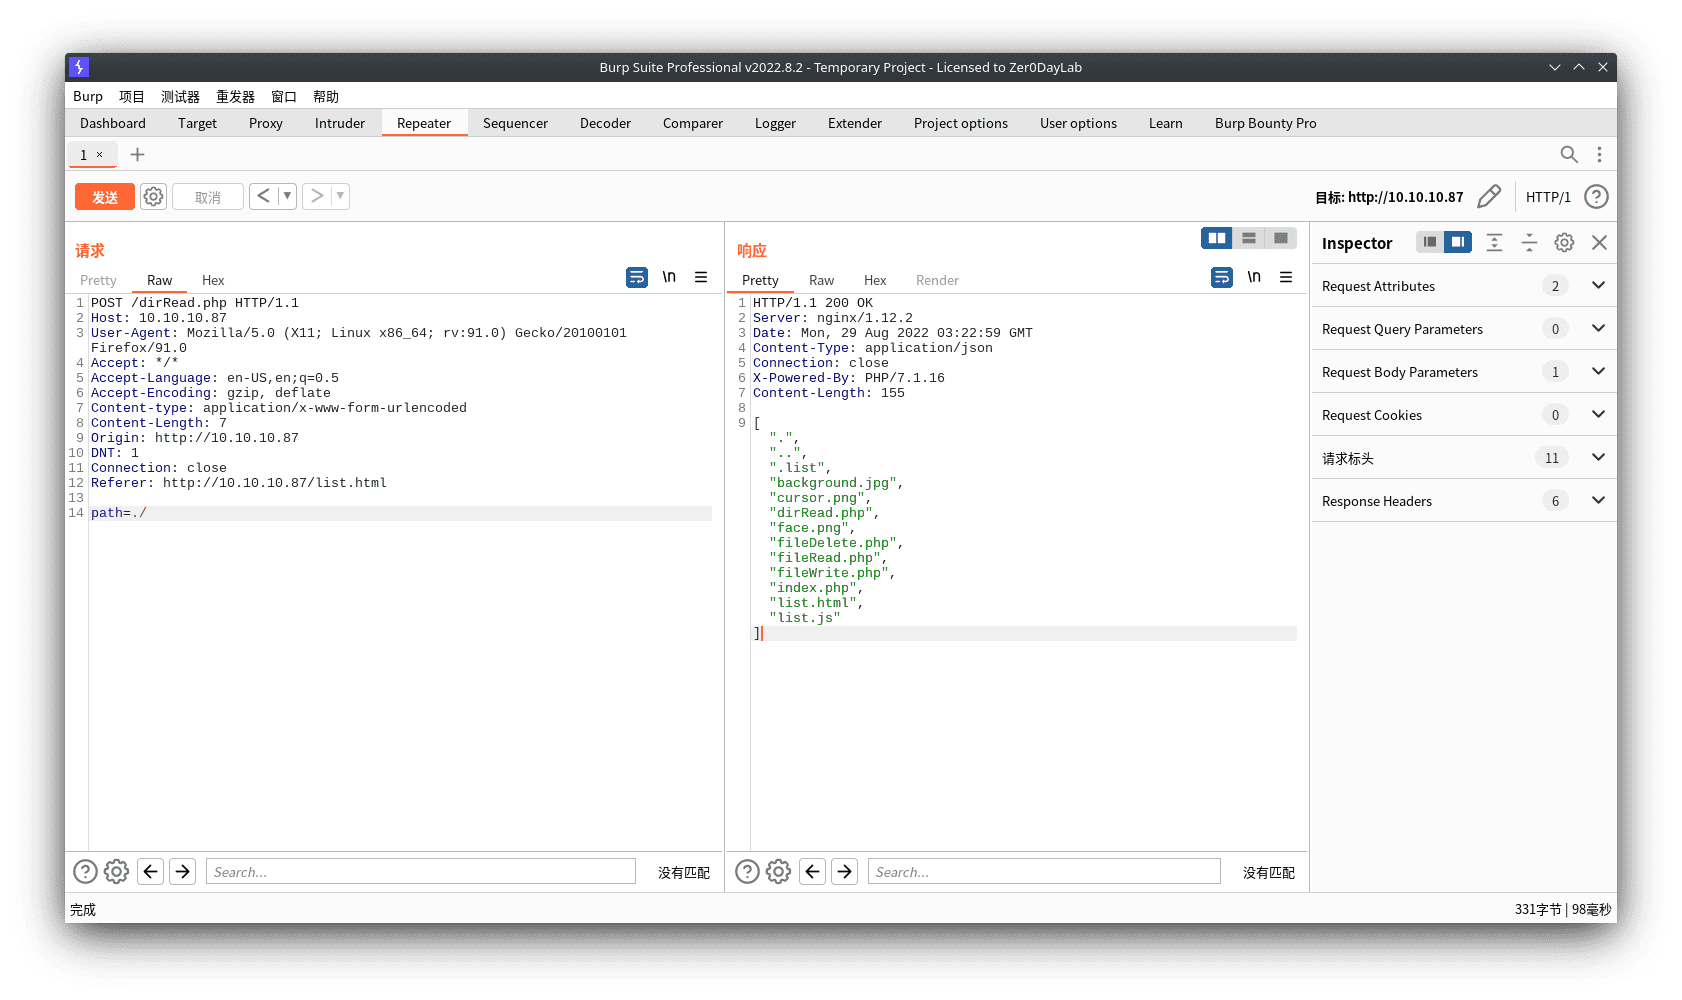 Burp Suite Professional v2022.8.2 - Temporary Project - Licensed to Zer0DayLab
Burp 项目 测试器 重发器 窗口 帮助
Dashboard Target Proxy Intruder Repeater Sequencer Decoder Comparer Logger Extender Project options User options Learn Burp Bounty Pro
1 ×
发送 取消 < > 目标: http://10.10.10.87 HTTP/1 ?
请求
Pretty Raw Hex \n
1 POST /dirRead.php HTTP/1.1
2 Host: 10.10.10.87
3 User-Agent: Mozilla/5.0 (X11; Linux x86_64; rv:91.0) Gecko/20100101
Firefox/91.0
4 Accept: */*
5 Accept-Language: en-US,en;q=0.5
6 Accept-Encoding: gzip, deflate
7 Content-type: application/x-www-form-urlencoded
8 Content-Length: 7
9 Origin: http://10.10.10.87
10 DNT: 1
11 Connection: close
12 Referer: http://10.10.10.87/list.html
13
14 path=./
Search...
没有匹配
响应
Pretty Raw Hex Render \n
1 HTTP/1.1 200 OK
2 Server: nginx/1.12.2
3 Date: Mon, 29 Aug 2022 03:22:59 GMT
4 Content-Type: application/json
5 Connection: close
6 X-Powered-By: PHP/7.1.16
7 Content-Length: 155
8
9 [
".",
"..",
".list",
"background.jpg",
"cursor.png",
"dirRead.php",
"face.png",
"fileDelete.php",
"fileRead.php",
"fileWrite.php",
"index.php",
"list.html",
"list.js"
]
Search...
没有匹配
Inspector
Request Attributes 2
Request Query Parameters 0
Request Body Parameters 1
Request Cookies 0
请求标头 11
Response Headers 6
完成
331字节 | 98毫秒